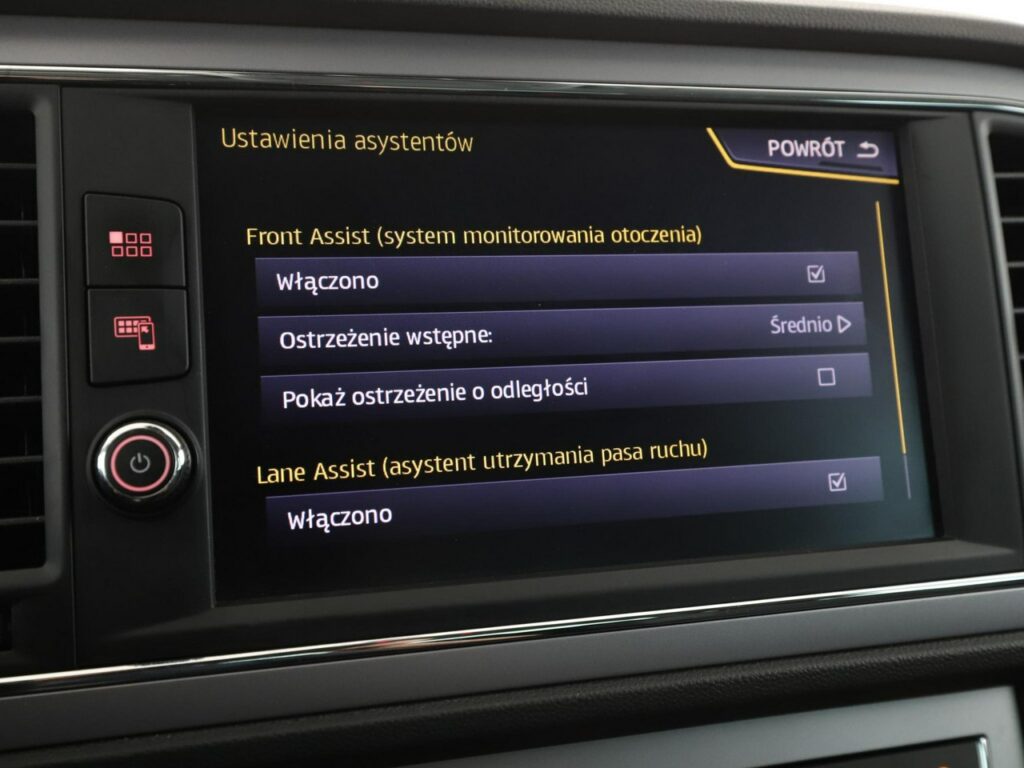 Ustawienia asystentów
POWRÓT
Front Assist (system monitorowania otoczenia)
Włączono
Ostrzeżenie wstępne:
Średnio
Pokaż ostrzeżenie o odległości
Lane Assist (asystent utrzymania pasa ruchu)
Włączono